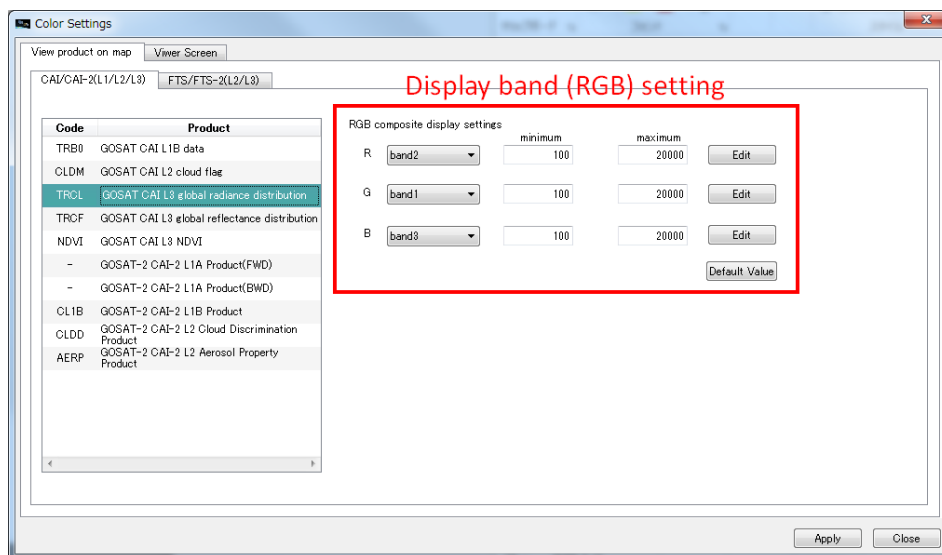 Color Settings
View product on map Viwer Screen
CAI/CAI-2(L1/L2/L3) FTS/FTS-2(L2/L3)
Display band (RGB) setting
Code Product
TRB0 GOSAT CAI L1B data
CLDM GOSAT CAI L2 cloud flag
TRCL GOSAT CAI L3 global radiance distribution
TRCF GOSAT CAI L3 global reflectance distribution
NDVI GOSAT CAI L3 NDVI
- GOSAT-2 CAI-2 L1A Product(FWD)
- GOSAT-2 CAI-2 L1A Product(BWD)
CL1B GOSAT-2 CAI-2 L1B Product
CLDD GOSAT-2 CAI-2 L2 Cloud Discrimination
Product
AERP GOSAT-2 CAI-2 L2 Aerosol Property
Product
RGB composite display settings
minimum maximum
R band2 100 20000 Edit
G band1 100 20000 Edit
B band3 100 20000 Edit
Default Value
Apply Close